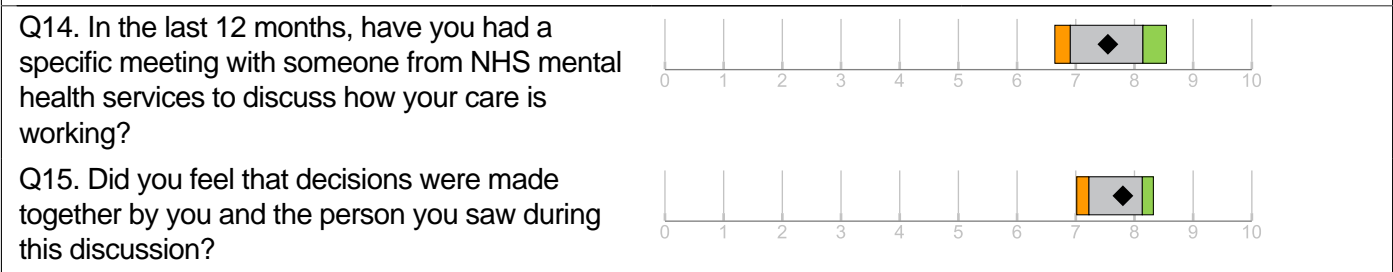 Q14. In the last 12 months, have you had a
specific meeting with someone from NHS mental
health services to discuss how your care is
working?
0 1 2 3 4 5 6 7 8 9 10
Q15. Did you feel that decisions were made
together by you and the person you saw during
this discussion?
0 1 2 3 4 5 6 7 8 9 10